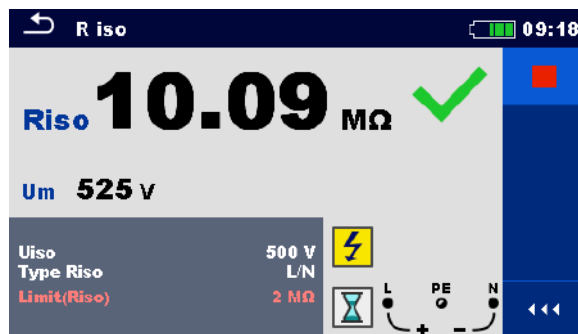 R iso 09:18
Riso 10.09 MΩ
Um 525 V
Uiso 500 V
Type Riso L/N
Limit(Riso) 2 MΩ
L PE N
+ -